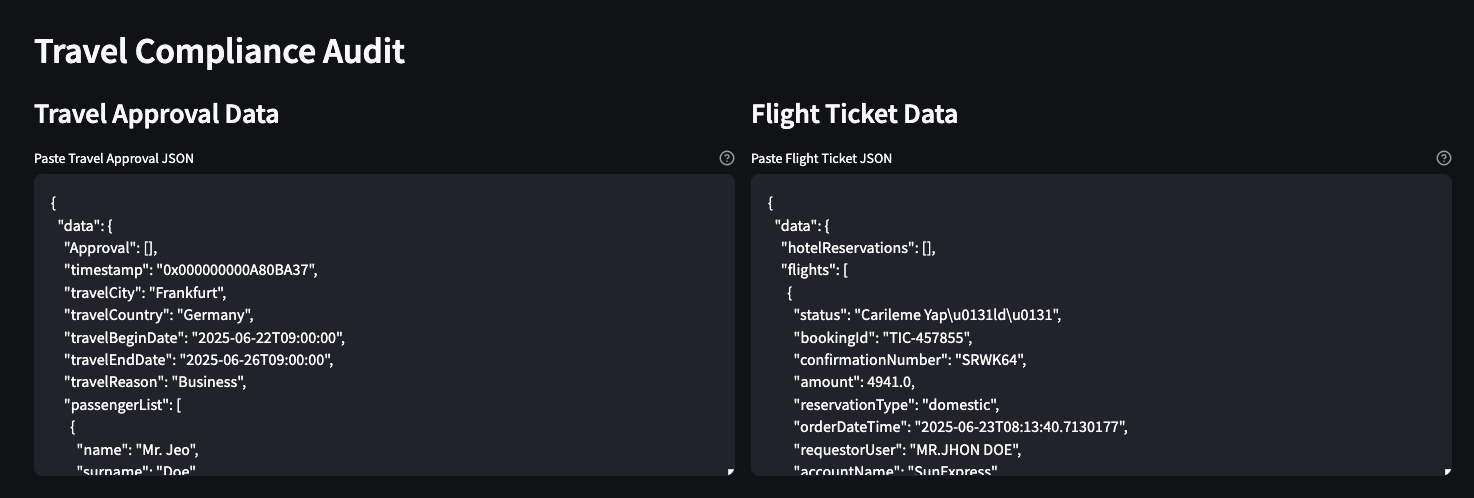 Travel Compliance Audit
Travel Approval Data
Paste Travel Approval JSON
{
"data": {
"Approval": [],
"timestamp": "0x000000000A80BA37",
"travelCity": "Frankfurt",
"travelCountry": "Germany",
"travelBeginDate": "2025-06-22T09:00:00",
"travelEndDate": "2025-06-26T09:00:00",
"travelReason": "Business",
"passengerList": [
{
"name": "Mr. Jeo",
"surname": "Doe"
Flight Ticket Data
Paste Flight Ticket JSON
{
"data": {
"hotelReservations": [],
"flights": [
{
"status": "Carileme Yap\u0131ld\u0131",
"bookingId": "TIC-457855",
"confirmationNumber": "SRWK64",
"amount": 4941.0,
"reservationType": "domestic",
"orderDateTime": "2025-06-23T08:13:40.7130177",
"requestorUser": "MR.JHON DOE",
"accountName": "SunExpress"